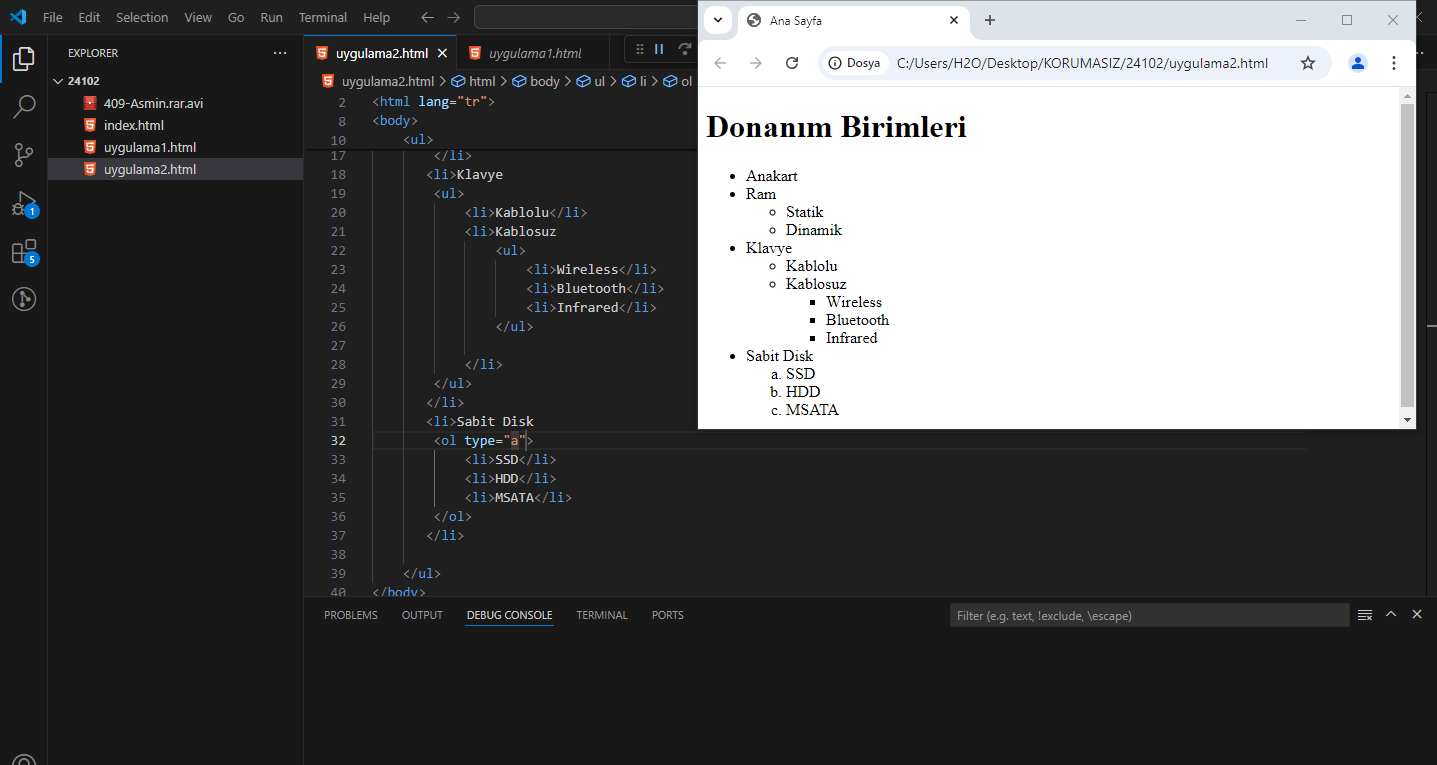 File Edit Selection View Go Run Terminal Help
EXPLORER
24102
409-Asmin.rar.avi
index.html
uygulama1.html
uygulama2.html
1
5
uygulama2.html uygulama1.html
uygulama2.html > html > body > ul > li > ol
2 <html lang="tr">
8 <body>
10 <ul>
17 </li>
18 <li>Klavye
19 <ul>
20 <li>Kablolu</li>
21 <li>Kablosuz
22 <ul>
23 <li>Wireless</li>
24 <li>Bluetooth</li>
25 <li>Infrared</li>
26 </ul>
27
28 </li>
29 </ul>
30 </li>
31 <li>Sabit Disk
32 <ol type="a">
33 <li>SSD</li>
34 <li>HDD</li>
35 <li>MSATA</li>
36 </ol>
37 </li>
38
39 </ul>
40 </body>
PROBLEMS OUTPUT DEBUG CONSOLE TERMINAL PORTS
Filter (e.g. text, !exclude, \escape)
Ana Sayfa
Dosya C:/Users/H2O/Desktop/KORUMASIZ/24102/uygulama2.html
Donanım Birimleri
Anakart
Ram
Statik
Dinamik
Klavye
Kablolu
Kablosuz
Wireless
Bluetooth
Infrared
Sabit Disk
a. SSD
b. HDD
c. MSATA